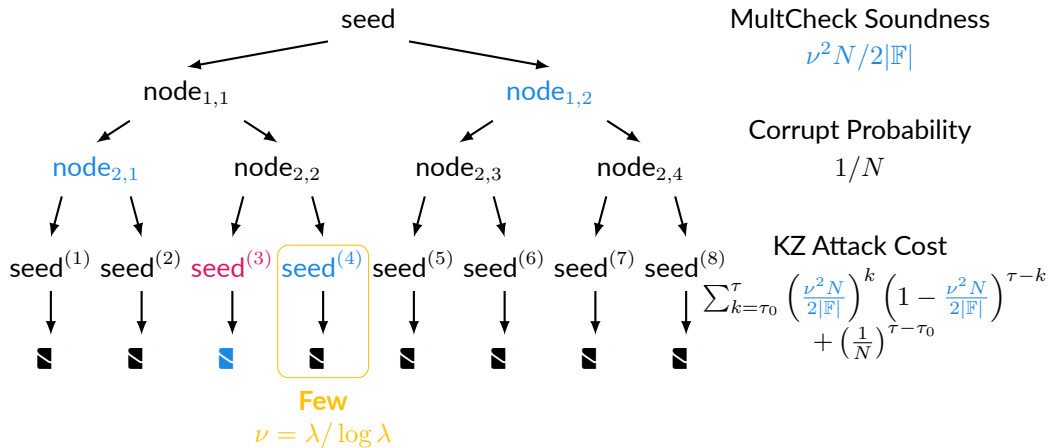 seed
MultCheck Soundness
ν²N/2|𝔽|
node₁,₁
node₁,₂
Corrupt Probability
1/N
node₂,₁
node₂,₂
node₂,₃
node₂,₄
seed⁽¹⁾ seed⁽²⁾ seed⁽³⁾ seed⁽⁴⁾ seed⁽⁵⁾ seed⁽⁶⁾ seed⁽⁷⁾ seed⁽⁸⁾
KZ Attack Cost
∑_{k=τ₀}^{τ} (ν²N/2|𝔽|)^k (1 − ν²N/2|𝔽|)^{τ−k}
+ (1/N)^{τ−τ₀}
Few
ν = λ/ log λ